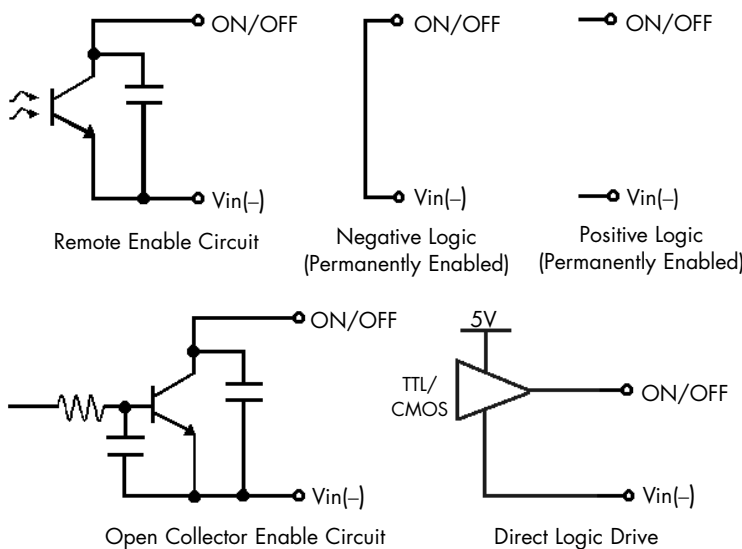 ON/OFF
Vin(–)
Remote Enable Circuit
ON/OFF
Vin(–)
Negative Logic
(Permanently Enabled)
ON/OFF
Vin(–)
Positive Logic
(Permanently Enabled)
ON/OFF
Vin(–)
Open Collector Enable Circuit
5V
TTL/
CMOS
ON/OFF
Vin(–)
Direct Logic Drive